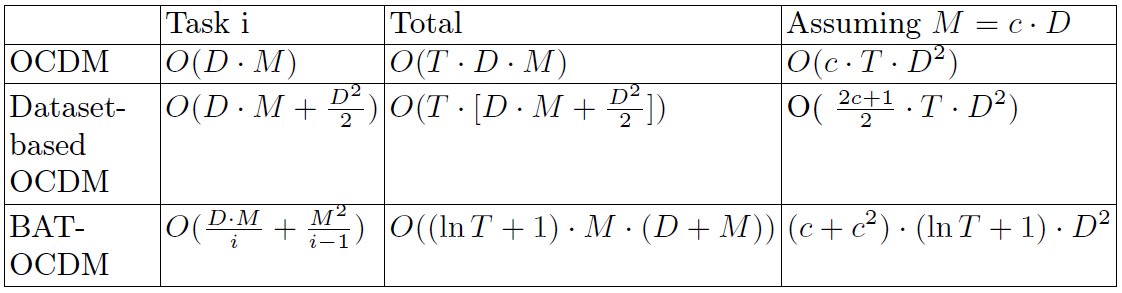 Task i Total Assuming M = c · D
OCDM O(D · M) O(T · D · M) O(c · T · D²)
Dataset- O(D · M + D²/2) O(T · [D · M + D²/2]) O( 2c+1/2 · T · D²)
based
OCDM
BAT- O(D·M/i + M²/i−1) O((ln T + 1) · M · (D + M)) (c + c²) · (ln T + 1) · D²
OCDM